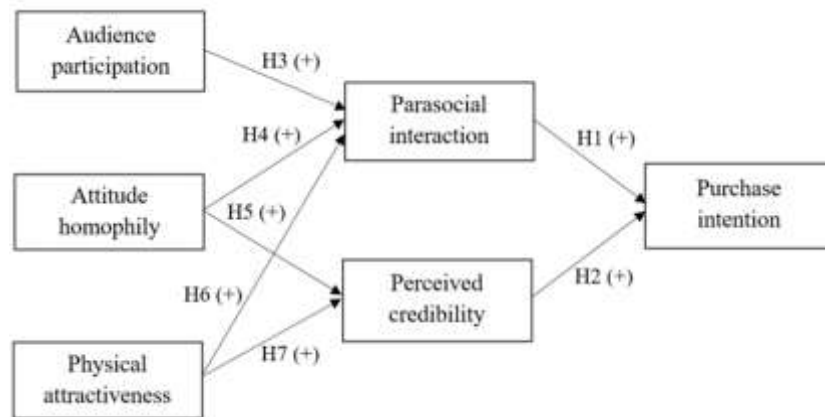 Audience
participation
H3 (+)
Parasocial
interaction
H4 (+)
H1 (+)
Attitude
homophily
H5 (+)
Purchase
intention
H6 (+)
Perceived
credibility
H2 (+)
Physical
attractiveness
H7 (+)